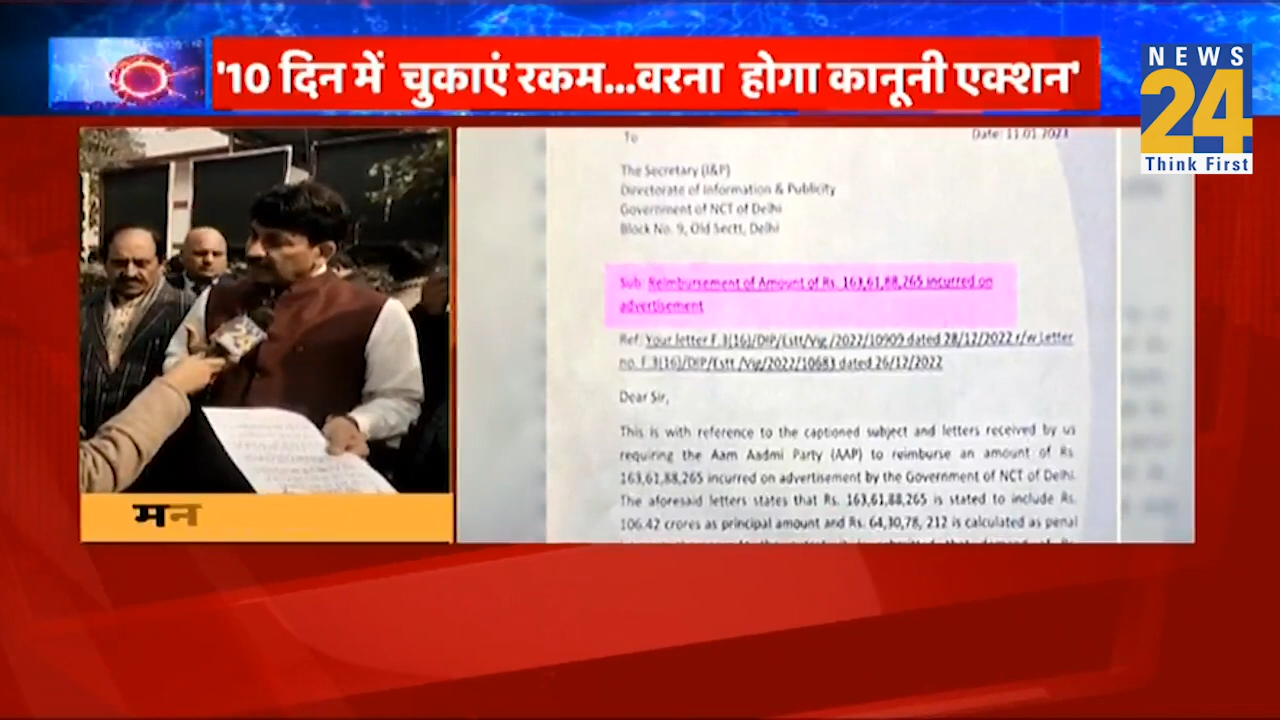 '10 दिन में चुकाएं रकम...वरना होगा कानूनी एक्शन'
NEWS
24
Think First
To
Date: 11.01.2023
The Secretary (I&P)
Directorate of Information & Publicity
Government of NCT of Delhi
Block No. 9, Old Sectt, Delhi
Sub: Reimbursement of Amount of Rs. 163,61,88,265 incurred on
advertisement
Ref: Your letter F.3(16)/DIP/Estt/Vig/2022/10909 dated 28/12/2022 r/w Letter
no. F.3(16)/DIP/Estt /Vig/2022/10683 dated 26/12/2022
Dear Sir,
This is with reference to the captioned subject and letters received by us
requiring the Aam Aadmi Party (AAP) to reimburse an amount of Rs.
163,61,88,265 incurred on advertisement by the Government of NCT of Delhi.
The aforesaid letters states that Rs. 163,61,88,265 is stated to include Rs.
106.42 crores as principal amount and Rs. 64,30,78, 212 is calculated as penal
मन